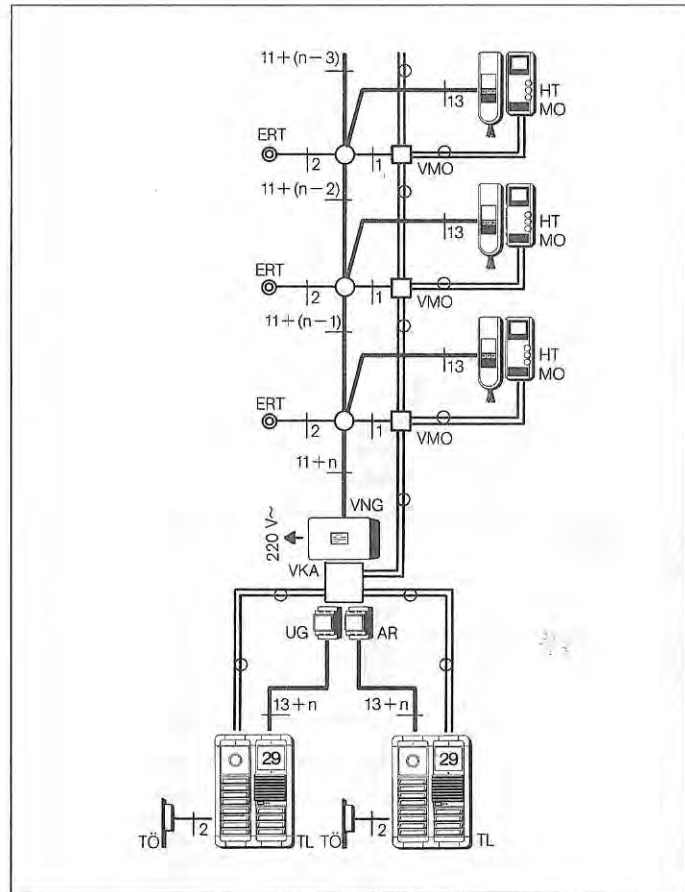 11+(n−3)
13
HT
MO
ERT
2
1
VMO
11+(n−2)
13
HT
MO
ERT
2
1
VMO
11+(n−1)
13
HT
MO
ERT
2
1
VMO
11+n
VNG
220 V~
VKA
UG
AR
13+n
13+n
29
29
2
2
TÖ
TL
TÖ
TL